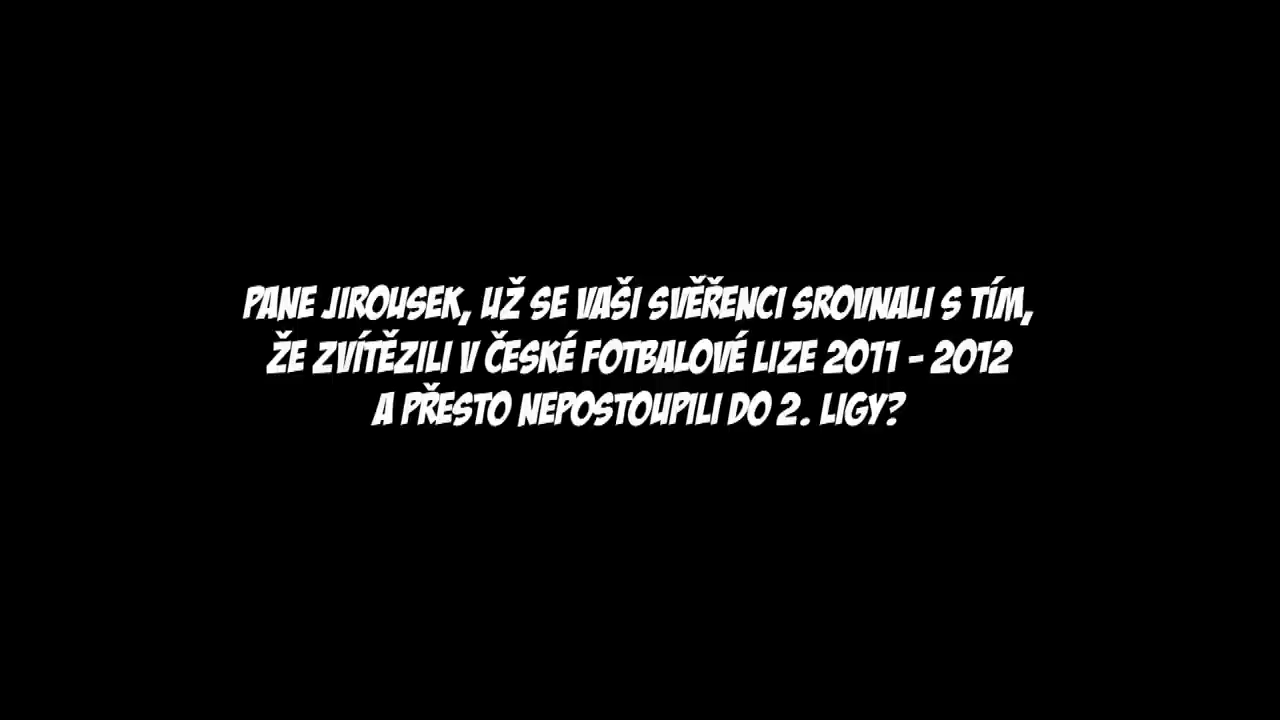 PANE JIROUSEK, UŽ SE VAŠI SVĚŘENCI SROVNALI S TÍM,
ŽE ZVÍTĚZILI V ČESKÉ FOTBALOVÉ LIZE 2011 - 2012
A PŘESTO NEPOSTOUPILI DO 2. LIGY?